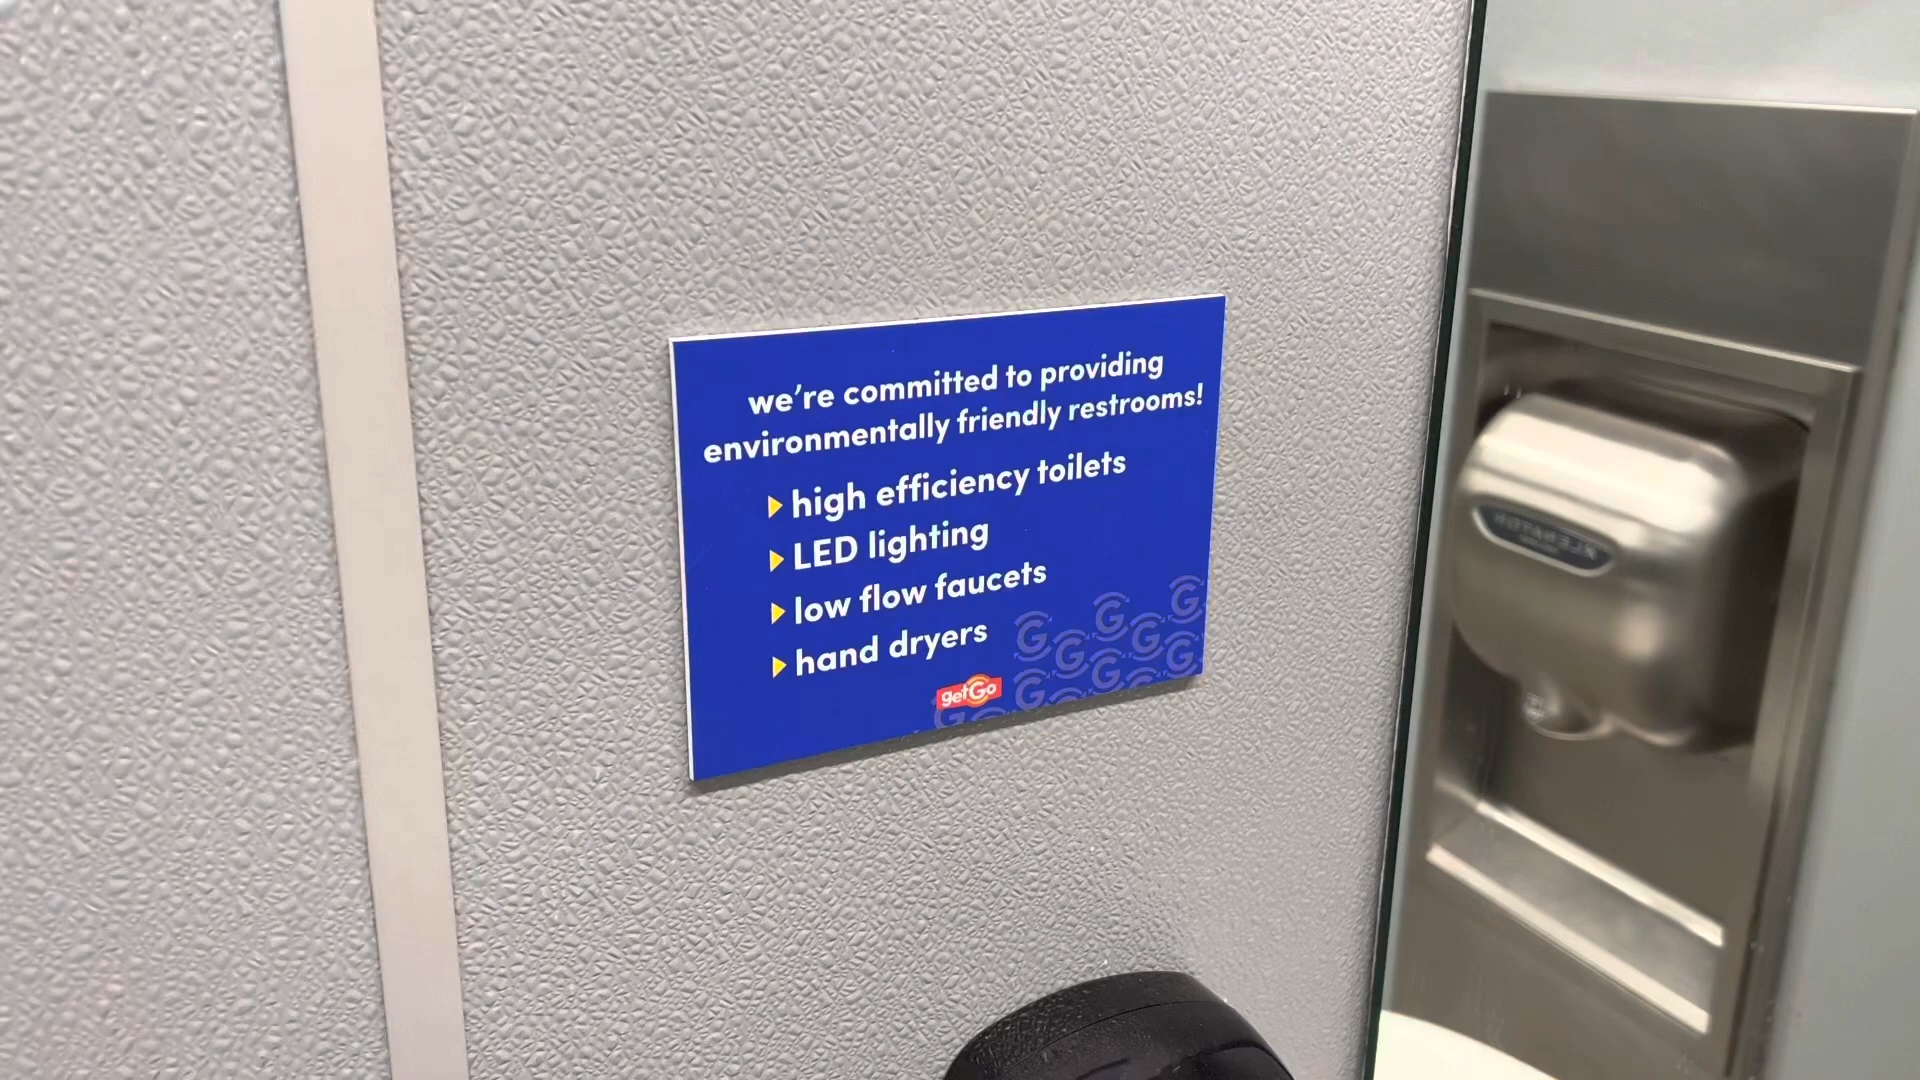 we're committed to providing
environmentally friendly restrooms!
high efficiency toilets
LED lighting
low flow faucets
hand dryers
getGo
XLERATOR